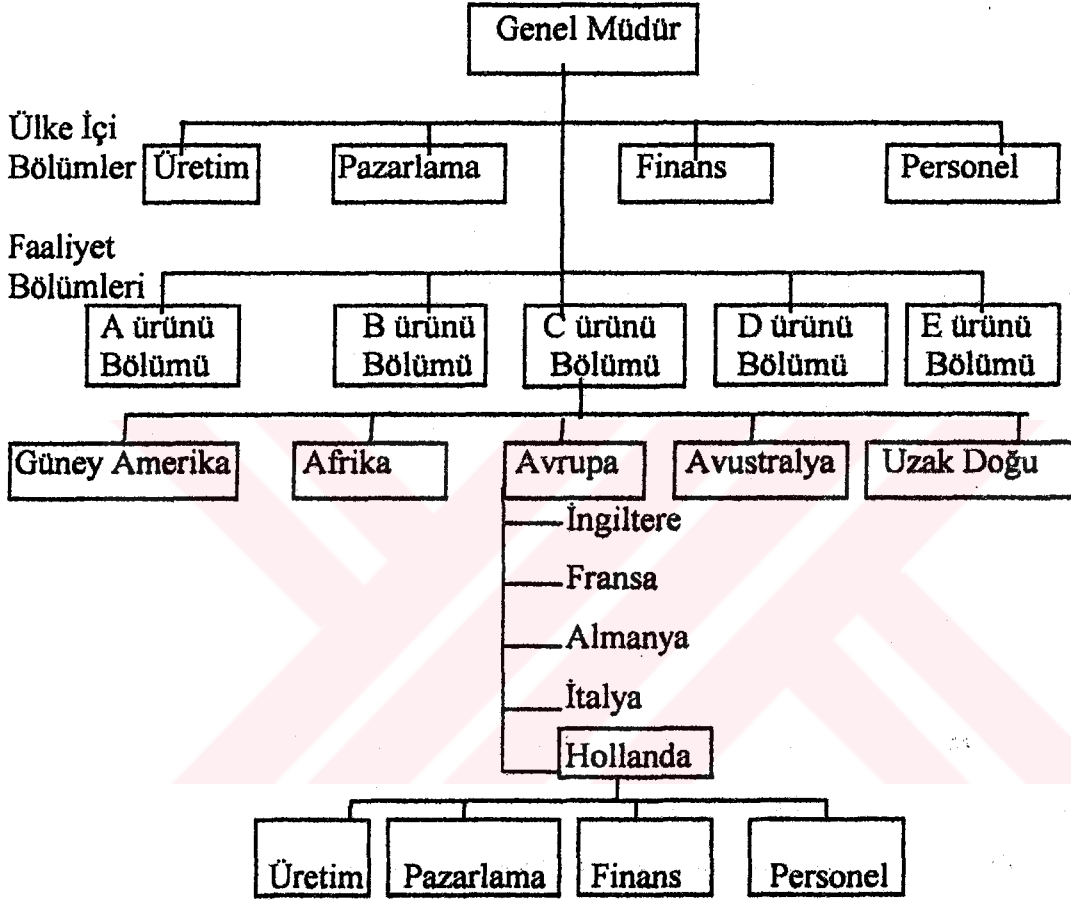 Genel Müdür
Ülke İçi
Bölümler
Üretim Pazarlama Finans Personel
Faaliyet
Bölümleri
A ürünü B ürünü C ürünü D ürünü E ürünü
Bölümü Bölümü Bölümü Bölümü Bölümü
Güney Amerika Afrika Avrupa Avustralya Uzak Doğu
İngiltere
Fransa
Almanya
İtalya
Hollanda
Üretim Pazarlama Finans Personel